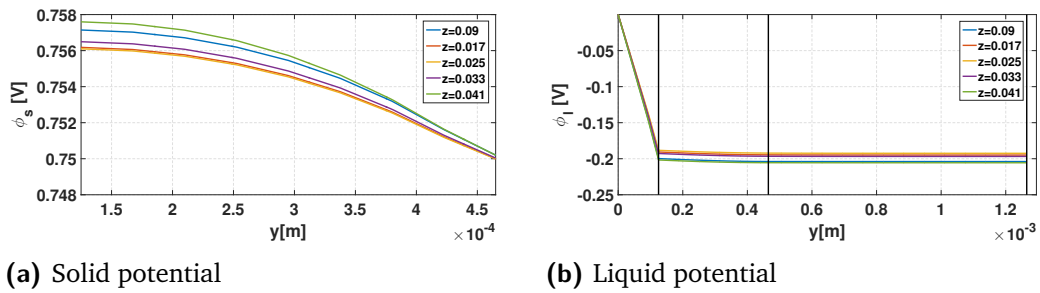 0.758
0.756
0.754
0.752
0.75
0.748
ϕs [V]
1.5 2 2.5 3 3.5 4 4.5
y[m]
×10-4
z=0.09
z=0.017
z=0.025
z=0.033
z=0.041
(a) Solid potential
-0.05
-0.1
-0.15
-0.2
-0.25
ϕl [V]
0 0.2 0.4 0.6 0.8 1 1.2
y[m]
×10-3
z=0.09
z=0.017
z=0.025
z=0.033
z=0.041
(b) Liquid potential